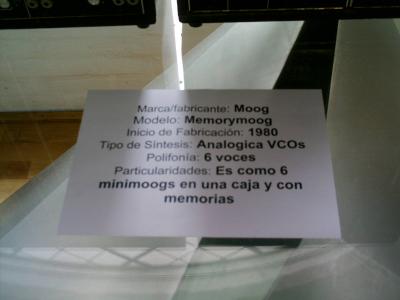 Marca/fabricante: Moog
Modelo: Memorymoog
Inicio de Fabricación: 1980
Tipo de Síntesis: Analogica VCOs
Polifonía: 6 voces
Particularidades: Es como 6
minimoogs en una caja y con
memorias